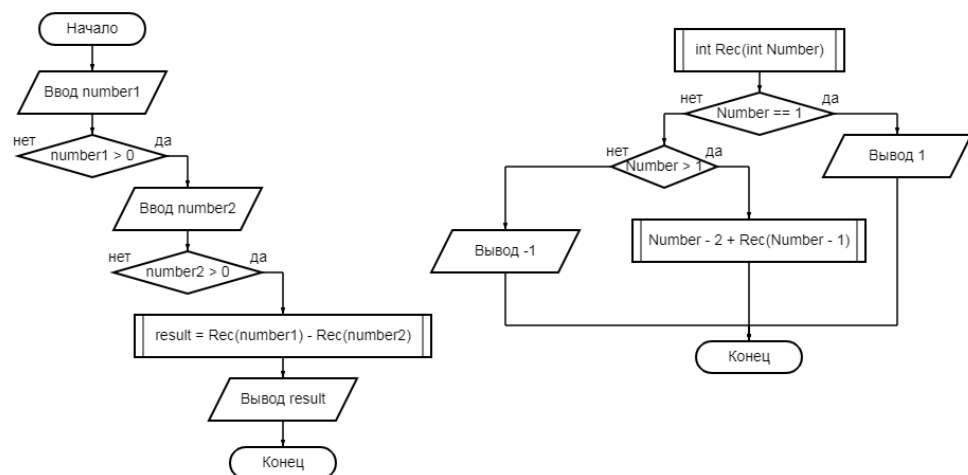 Начало
Ввод number1
нет
да
number1 > 0
Ввод number2
нет
да
number2 > 0
result = Rec(number1) - Rec(number2)
Вывод result
Конец
int Rec(int Number)
нет
да
Number == 1
нет
да
Number > 1
Вывод 1
Вывод -1
Number - 2 + Rec(Number - 1)
Конец